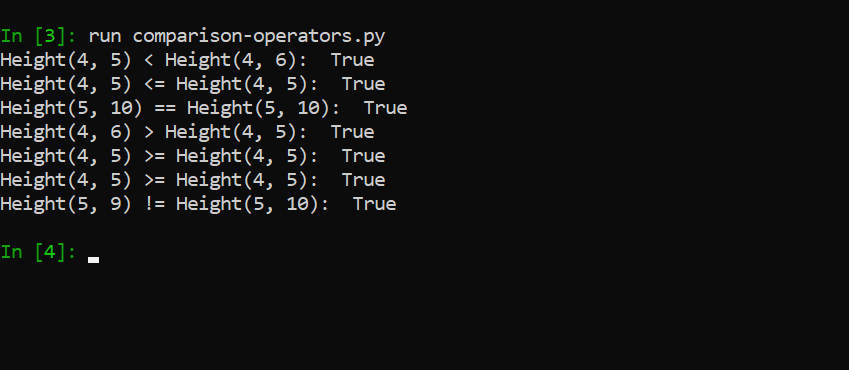 In [3]: run comparison-operators.py
Height(4, 5) < Height(4, 6):  True
Height(4, 5) <= Height(4, 5):  True
Height(5, 10) == Height(5, 10):  True
Height(4, 6) > Height(4, 5):  True
Height(4, 5) >= Height(4, 5):  True
Height(4, 5) >= Height(4, 5):  True
Height(5, 9) != Height(5, 10):  True
In [4]: